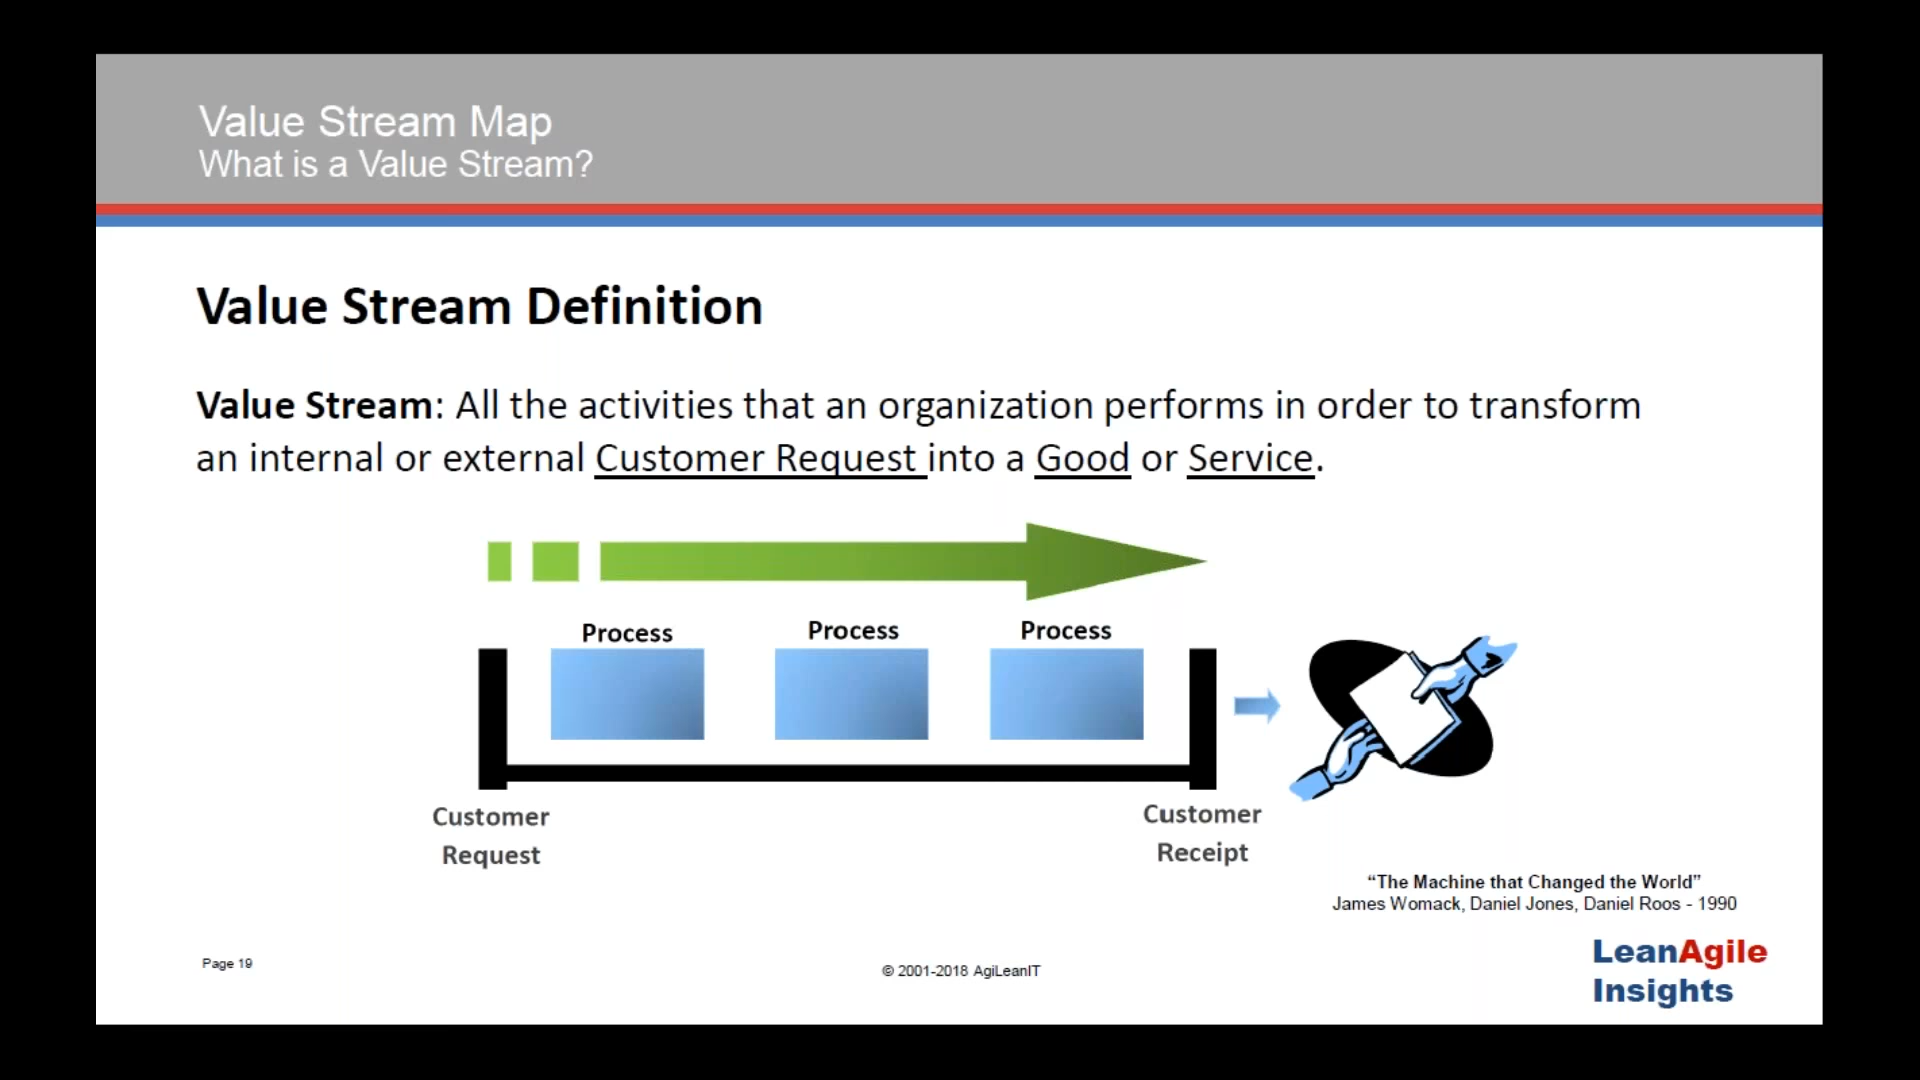 Value Stream Map
What is a Value Stream?
Value Stream Definition
Value Stream: All the activities that an organization performs in order to transform
an internal or external Customer Request into a Good or Service.
Process
Process
Process
Customer
Request
Customer
Receipt
“The Machine that Changed the World”
James Womack, Daniel Jones, Daniel Roos - 1990
Page 19
© 2001-2018 AgiLeanIT
LeanAgile
Insights